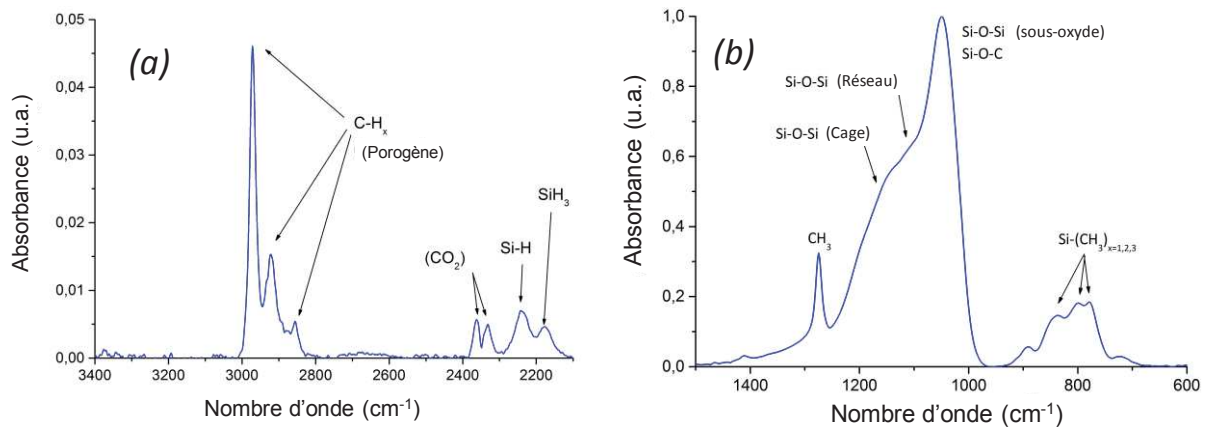 (a)
Absorbance (u.a.)
0,05
0,04
0,03
0,02
0,01
0,00
C-Hx
(Porogène)
(CO2)
Si-H
SiH3
3400 3200 3000 2800 2600 2400 2200
Nombre d'onde (cm-1)
(b)
Absorbance (u.a.)
1,0
0,8
0,6
0,4
0,2
0,0
Si-O-Si (sous-oxyde)
Si-O-C
Si-O-Si (Réseau)
Si-O-Si (Cage)
CH3
Si-(CH3)x=1,2,3
1400 1200 1000 800 600
Nombre d'onde (cm-1)